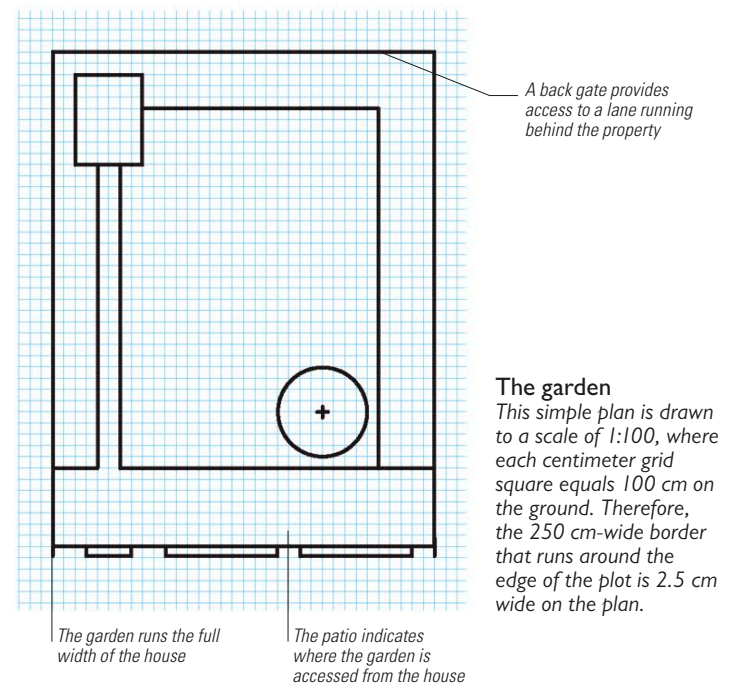 A back gate provides
access to a lane running
behind the property
The garden
This simple plan is drawn
to a scale of 1:100, where
each centimeter grid
square equals 100 cm on
the ground. Therefore,
the 250 cm-wide border
that runs around the
edge of the plot is 2.5 cm
wide on the plan.
The garden runs the full
width of the house
The patio indicates
where the garden is
accessed from the house